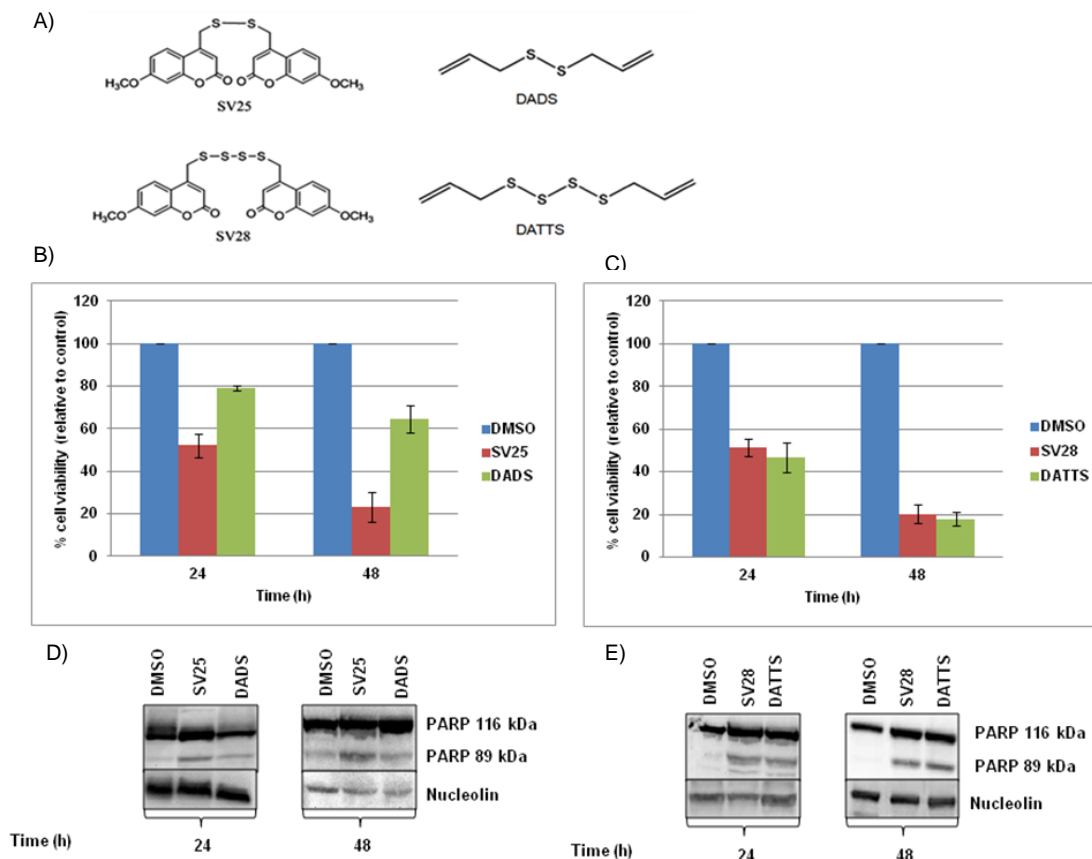 A)
S S
H3CO O O O O OCH3
SV25
S
S
DADS
S-S-S-S
H3CO O O O O OCH3
SV28
S S
S S
DATTS
B)
120
100
80
60
40
20
0
% cell viability (relative to control)
24 48
Time (h)
DMSO
SV25
DADS
C)
120
100
80
60
40
20
0
% cell viability (relative to control)
24 48
Time (h)
DMSO
SV28
DATTS
D)
DMSO SV25 DADS
DMSO SV25 DADS
PARP 116 kDa
PARP 89 kDa
Nucleolin
Time (h) 24 48
E)
DMSO SV28 DATTS
DMSO SV28 DATTS
PARP 116 kDa
PARP 89 kDa
Nucleolin
Time (h) 24 48